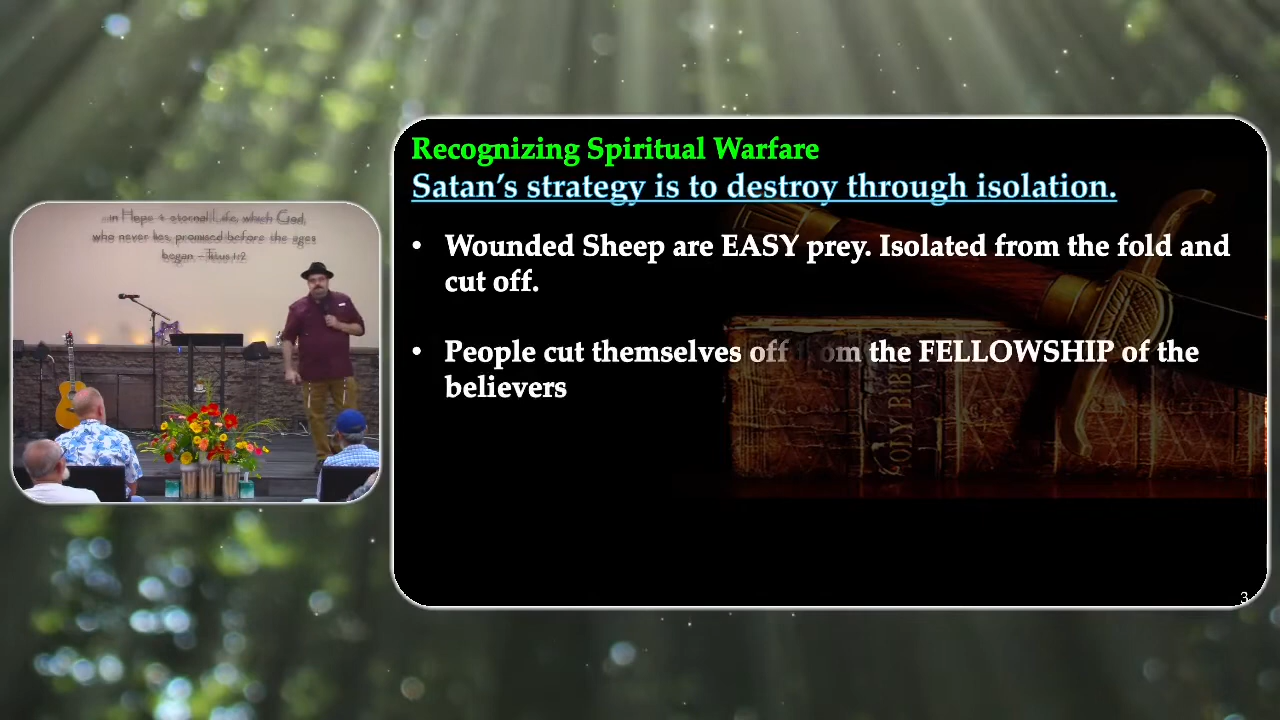 in Hope of eternal Life, which God,
who never lies, promised before the ages
began - Titus 1:2
Recognizing Spiritual Warfare
Satan’s strategy is to destroy through isolation.
• Wounded Sheep are EASY prey. Isolated from the fold and
cut off.
• People cut themselves off from the FELLOWSHIP of the
believers
HOLY BIBLE
3